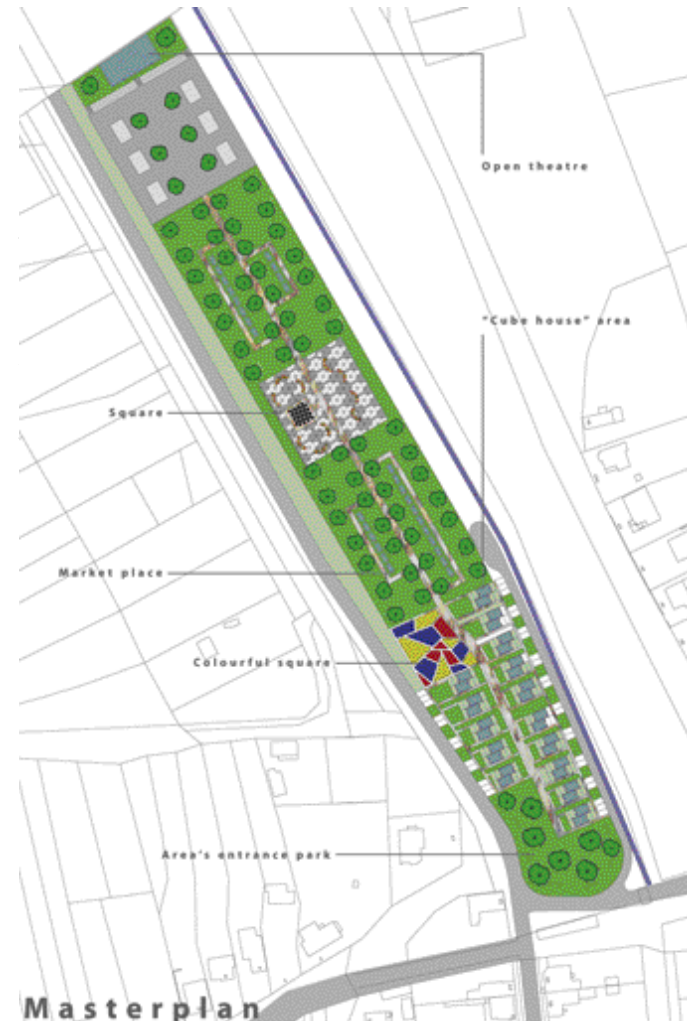 Open theatre
"Cube house" area
Square
Market place
Colourful square
Area's entrance park
Masterplan